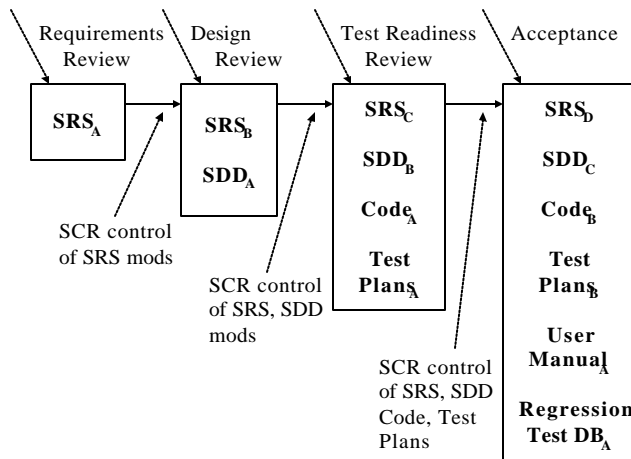 Requirements
Review
Design
Review
Test Readiness
Review
Acceptance
SRSA
SRSB
SDDA
SRSC
SDDB
CodeA
Test
PlansA
SRSD
SDDC
CodeB
Test
PlansB
User
ManualA
Regression
Test DBA
SCR control
of SRS mods
SCR control
of SRS, SDD
mods
SCR control
of SRS, SDD
Code, Test
Plans